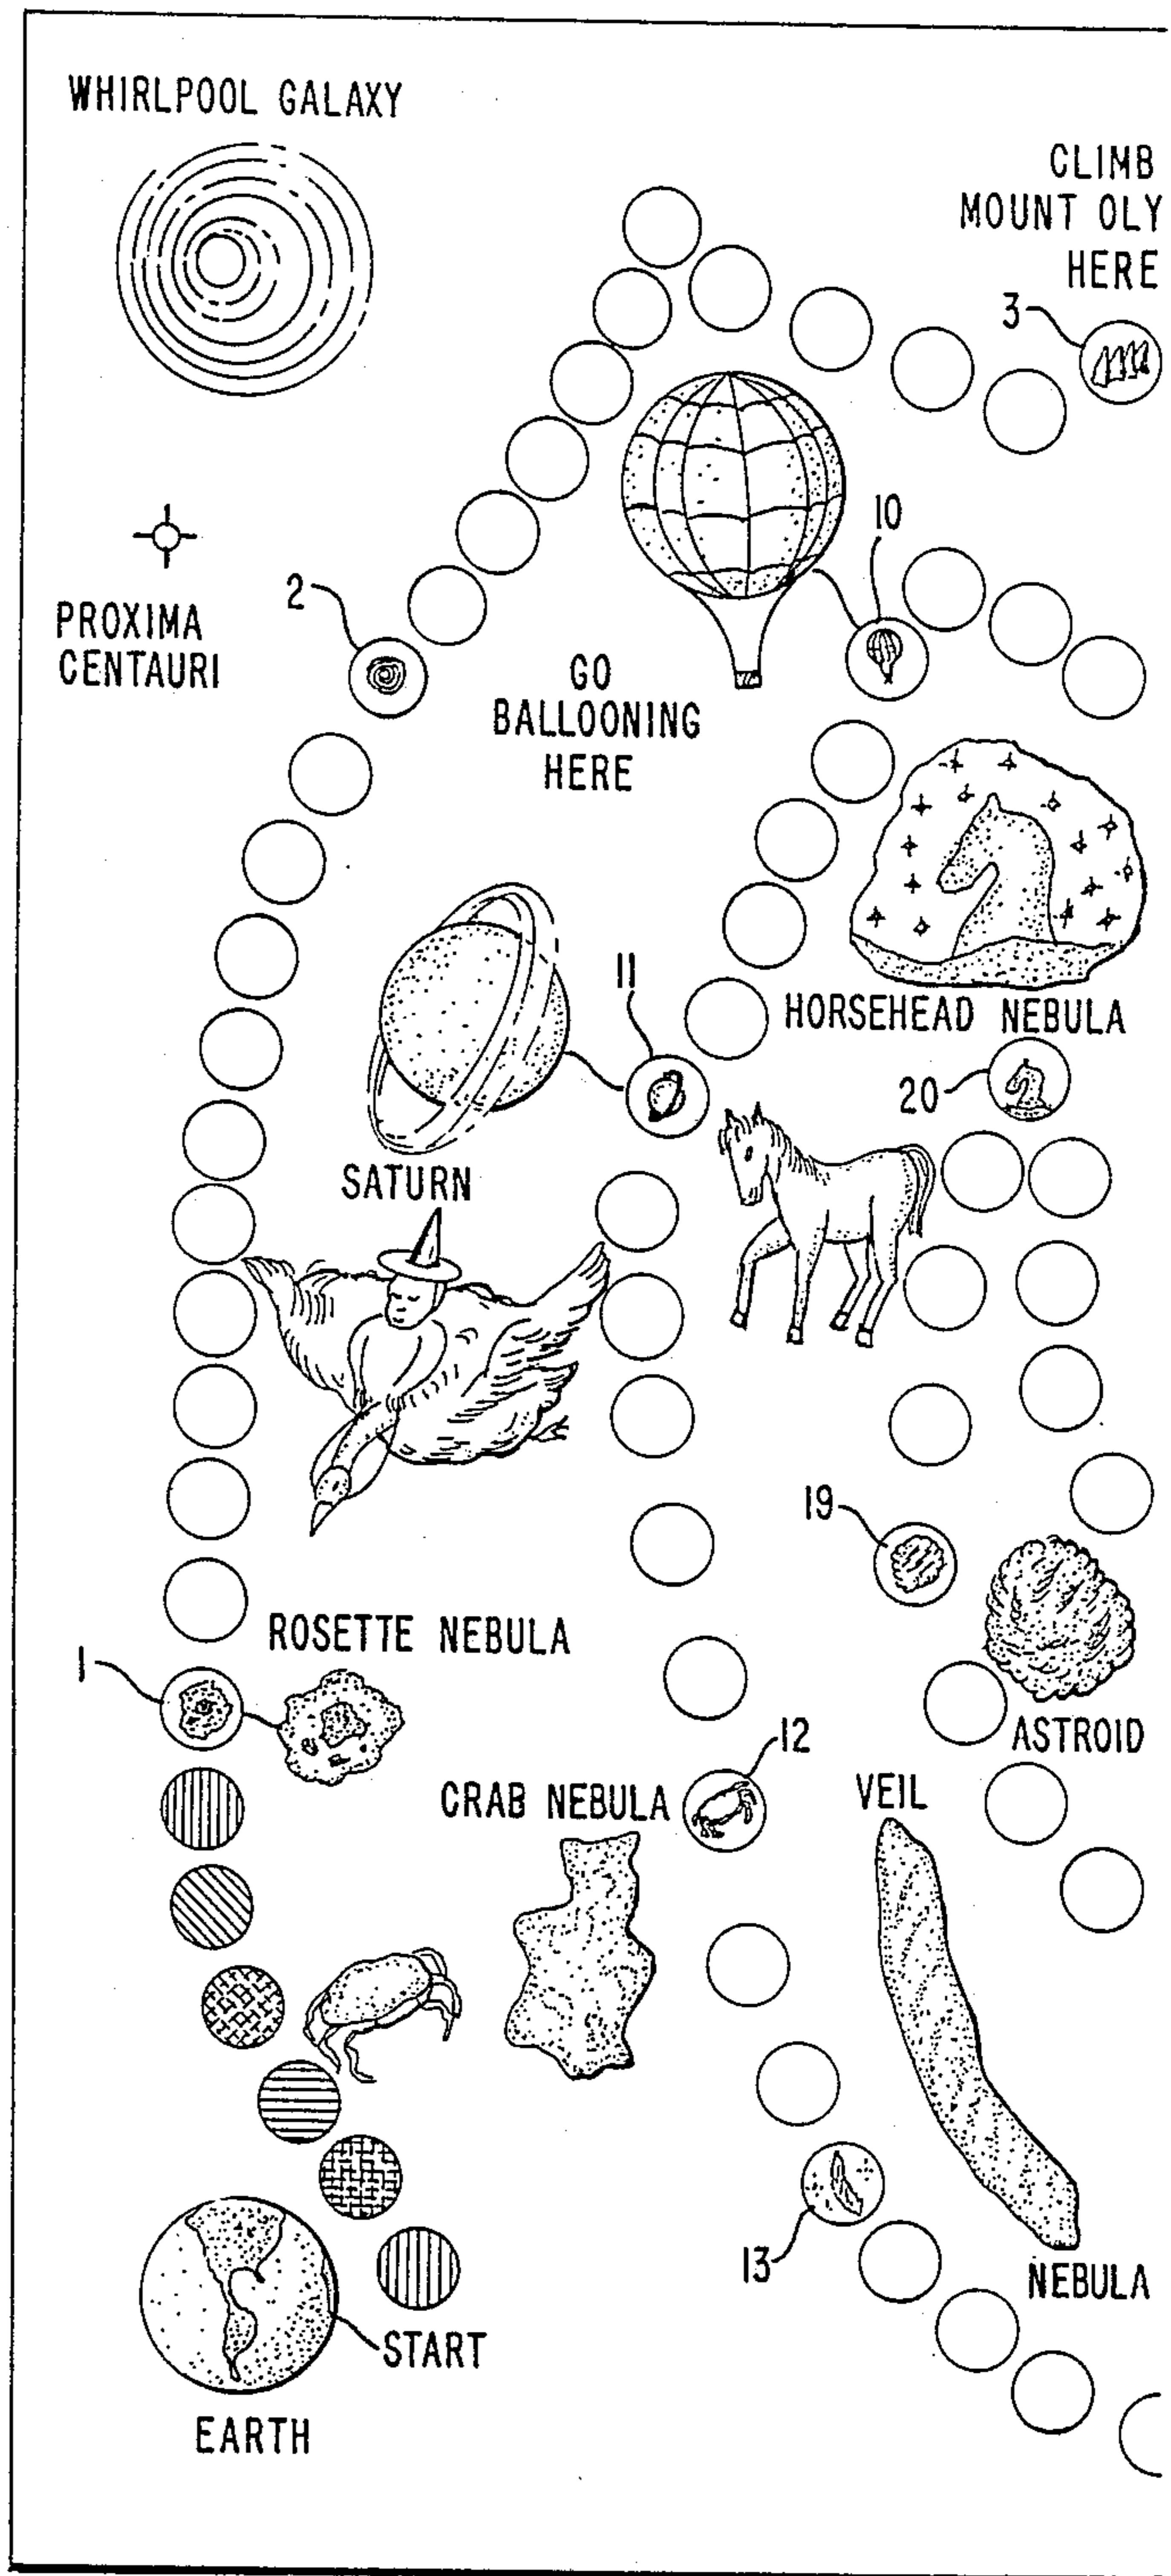 WHIRLPOOL GALAXY
CLIMB
MOUNT OLY
HERE
3
10
PROXIMA
CENTAURI
2
GO
BALLOONING
HERE
11
HORSEHEAD NEBULA
20
SATURN
19
ROSETTE NEBULA
1
ASTROID
12
CRAB NEBULA
VEIL
13
NEBULA
START
EARTH